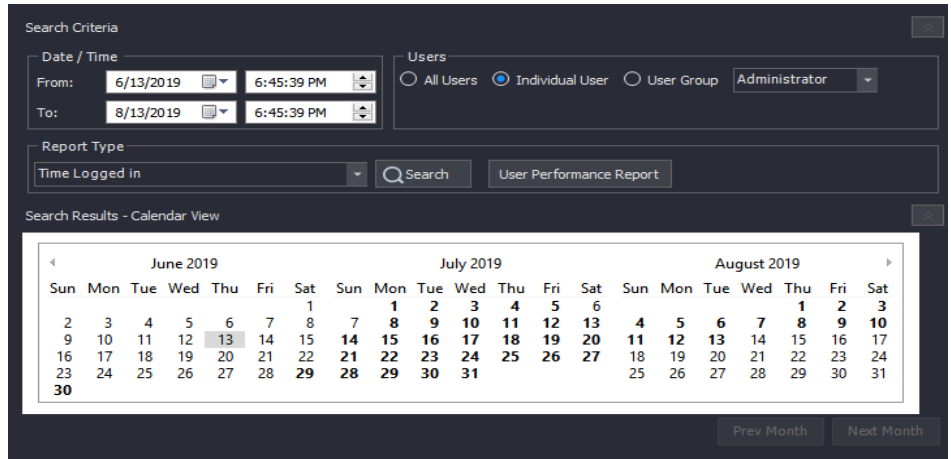 Search Criteria
Date / Time
From: 6/13/2019 6:45:39 PM
To: 8/13/2019 6:45:39 PM
Users
All Users Individual User User Group Administrator
Report Type
Time Logged in Search User Performance Report
Search Results - Calendar View
June 2019 July 2019 August 2019
Sun Mon Tue Wed Thu Fri Sat Sun Mon Tue Wed Thu Fri Sat Sun Mon Tue Wed Thu Fri Sat
1 1 2 3 4 5 6 1 2 3
2 3 4 5 6 7 8 7 8 9 10 11 12 13 4 5 6 7 8 9 10
9 10 11 12 13 14 15 14 15 16 17 18 19 20 11 12 13 14 15 16 17
16 17 18 19 20 21 22 21 22 23 24 25 26 27 18 19 20 21 22 23 24
23 24 25 26 27 28 29 28 29 30 31 25 26 27 28 29 30 31
30
Prev Month Next Month